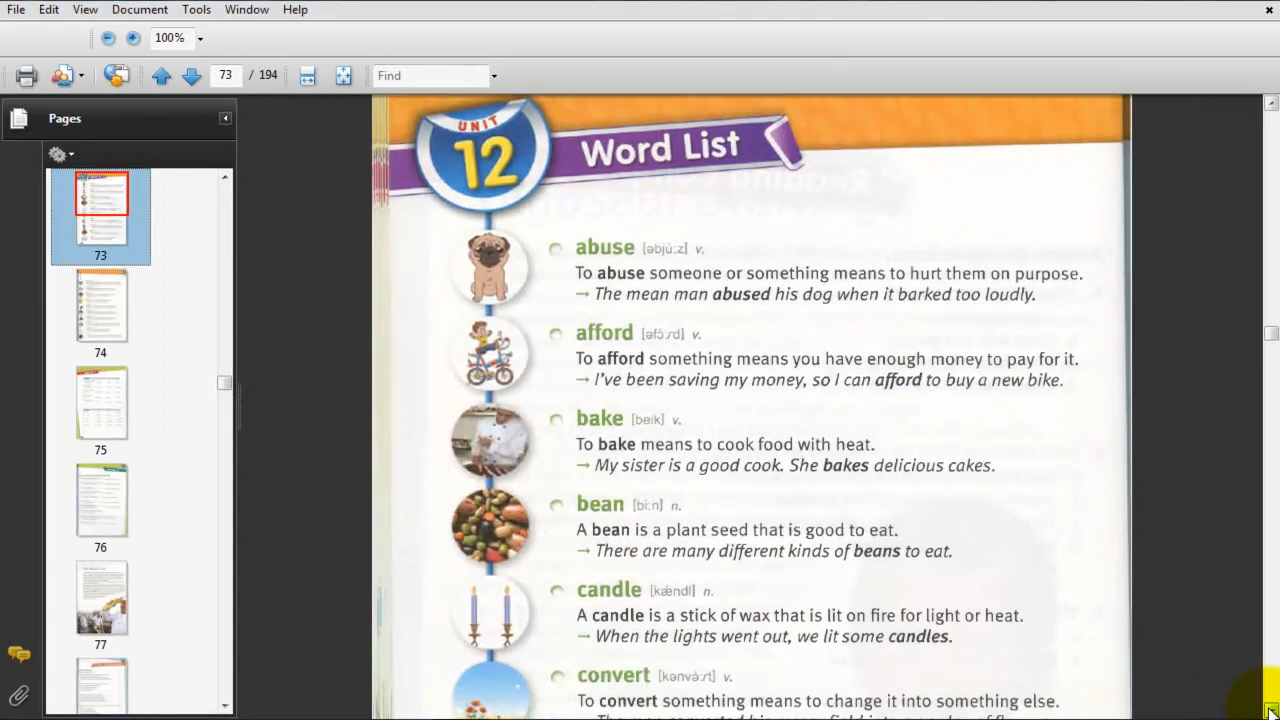 File Edit View Document Tools Window Help
100%
73 / 194 Find
Pages
73
74
75
76
77
UNIT
12
Word List
abuse [əbjúːz] v.
To abuse someone or something means to hurt them on purpose.
→ The mean man abused his dog when it barked too loudly.
afford [əfɔ́ːrd] v.
To afford something means you have enough money to pay for it.
→ I've been saving my money, so I can afford to buy a new bike.
bake [beik] v.
To bake means to cook food with heat.
→ My sister is a good cook. She bakes delicious cakes.
bean [biːn] n.
A bean is a plant seed that is good to eat.
→ There are many different kinds of beans to eat.
candle [kǽndl] n.
A candle is a stick of wax that is lit on fire for light or heat.
→ When the lights went out, we lit some candles.
convert [kənvə́ːrt] v.
To convert something means to change it into something else.